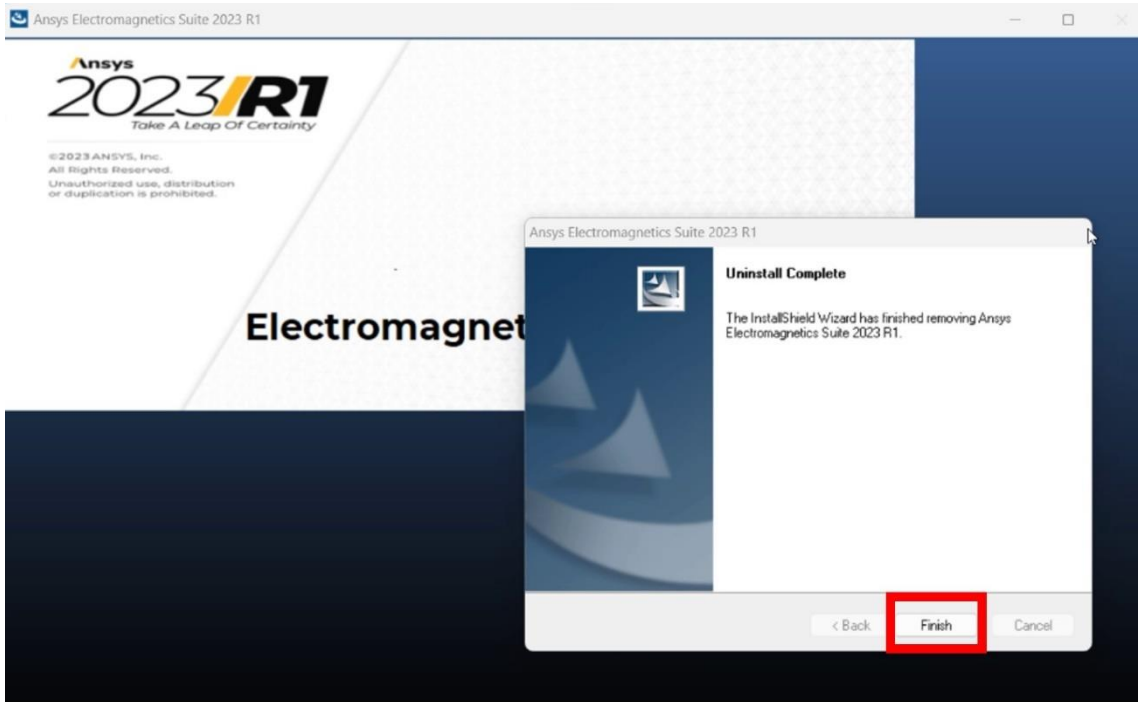 Ansys Electromagnetics Suite 2023 R1
Ansys
2023/R1
Take A Leap Of Certainty
©2023 ANSYS, Inc.
All Rights Reserved.
Unauthorized use, distribution
or duplication is prohibited.
Electromagnet
Ansys Electromagnetics Suite 2023 R1
Uninstall Complete
The InstallShield Wizard has finished removing Ansys
Electromagnetics Suite 2023 R1.
< Back Finish Cancel